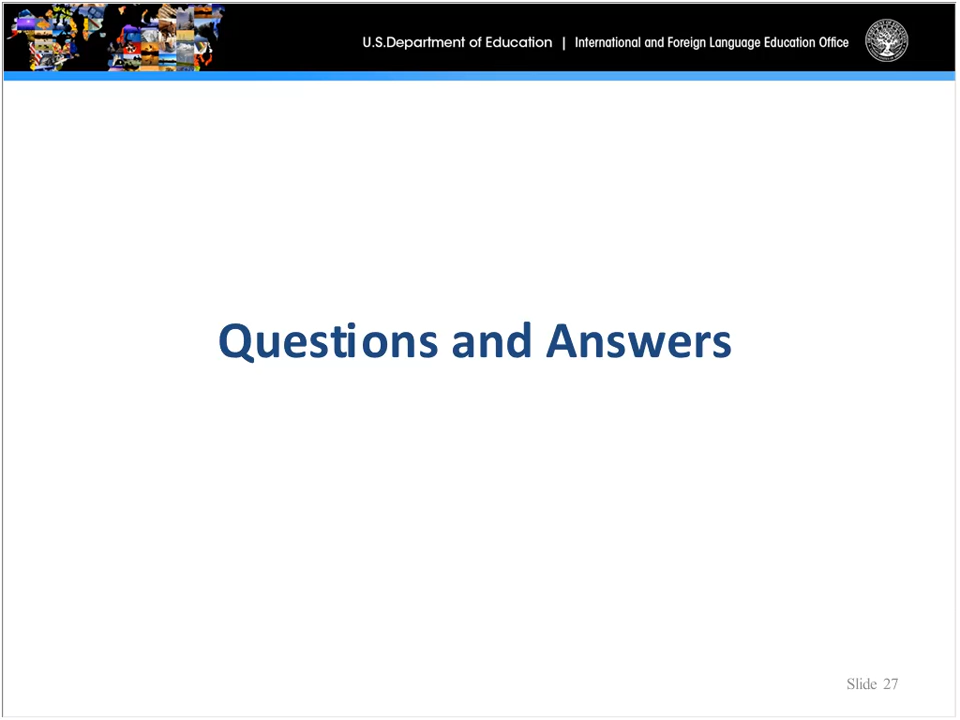 U.S.Department of Education | International and Foreign Language Education Office
Questions and Answers
Slide 27